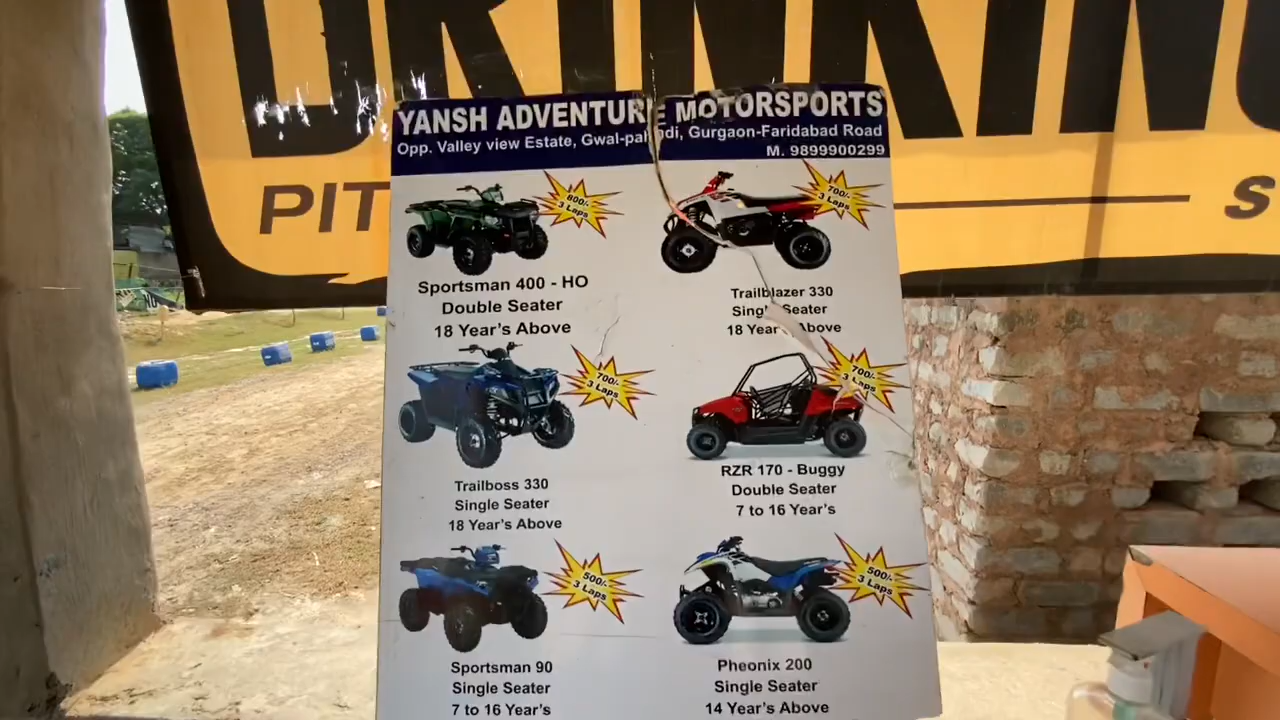 DRINKING
PIT
S
YANSH ADVENTURE MOTORSPORTS
Opp. Valley view Estate, Gwal-pahadi, Gurgaon-Faridabad Road
M. 9899900299
800/-
3 Laps
Sportsman 400 - HO
Double Seater
18 Year's Above
700/-
3 Laps
Trailblazer 330
Single Seater
18 Year's Above
700/-
3 Laps
Trailboss 330
Single Seater
18 Year's Above
700/-
3 Laps
RZR 170 - Buggy
Double Seater
7 to 16 Year's
500/-
3 Laps
Sportsman 90
Single Seater
7 to 16 Year's
500/-
3 Laps
Pheonix 200
Single Seater
14 Year's Above